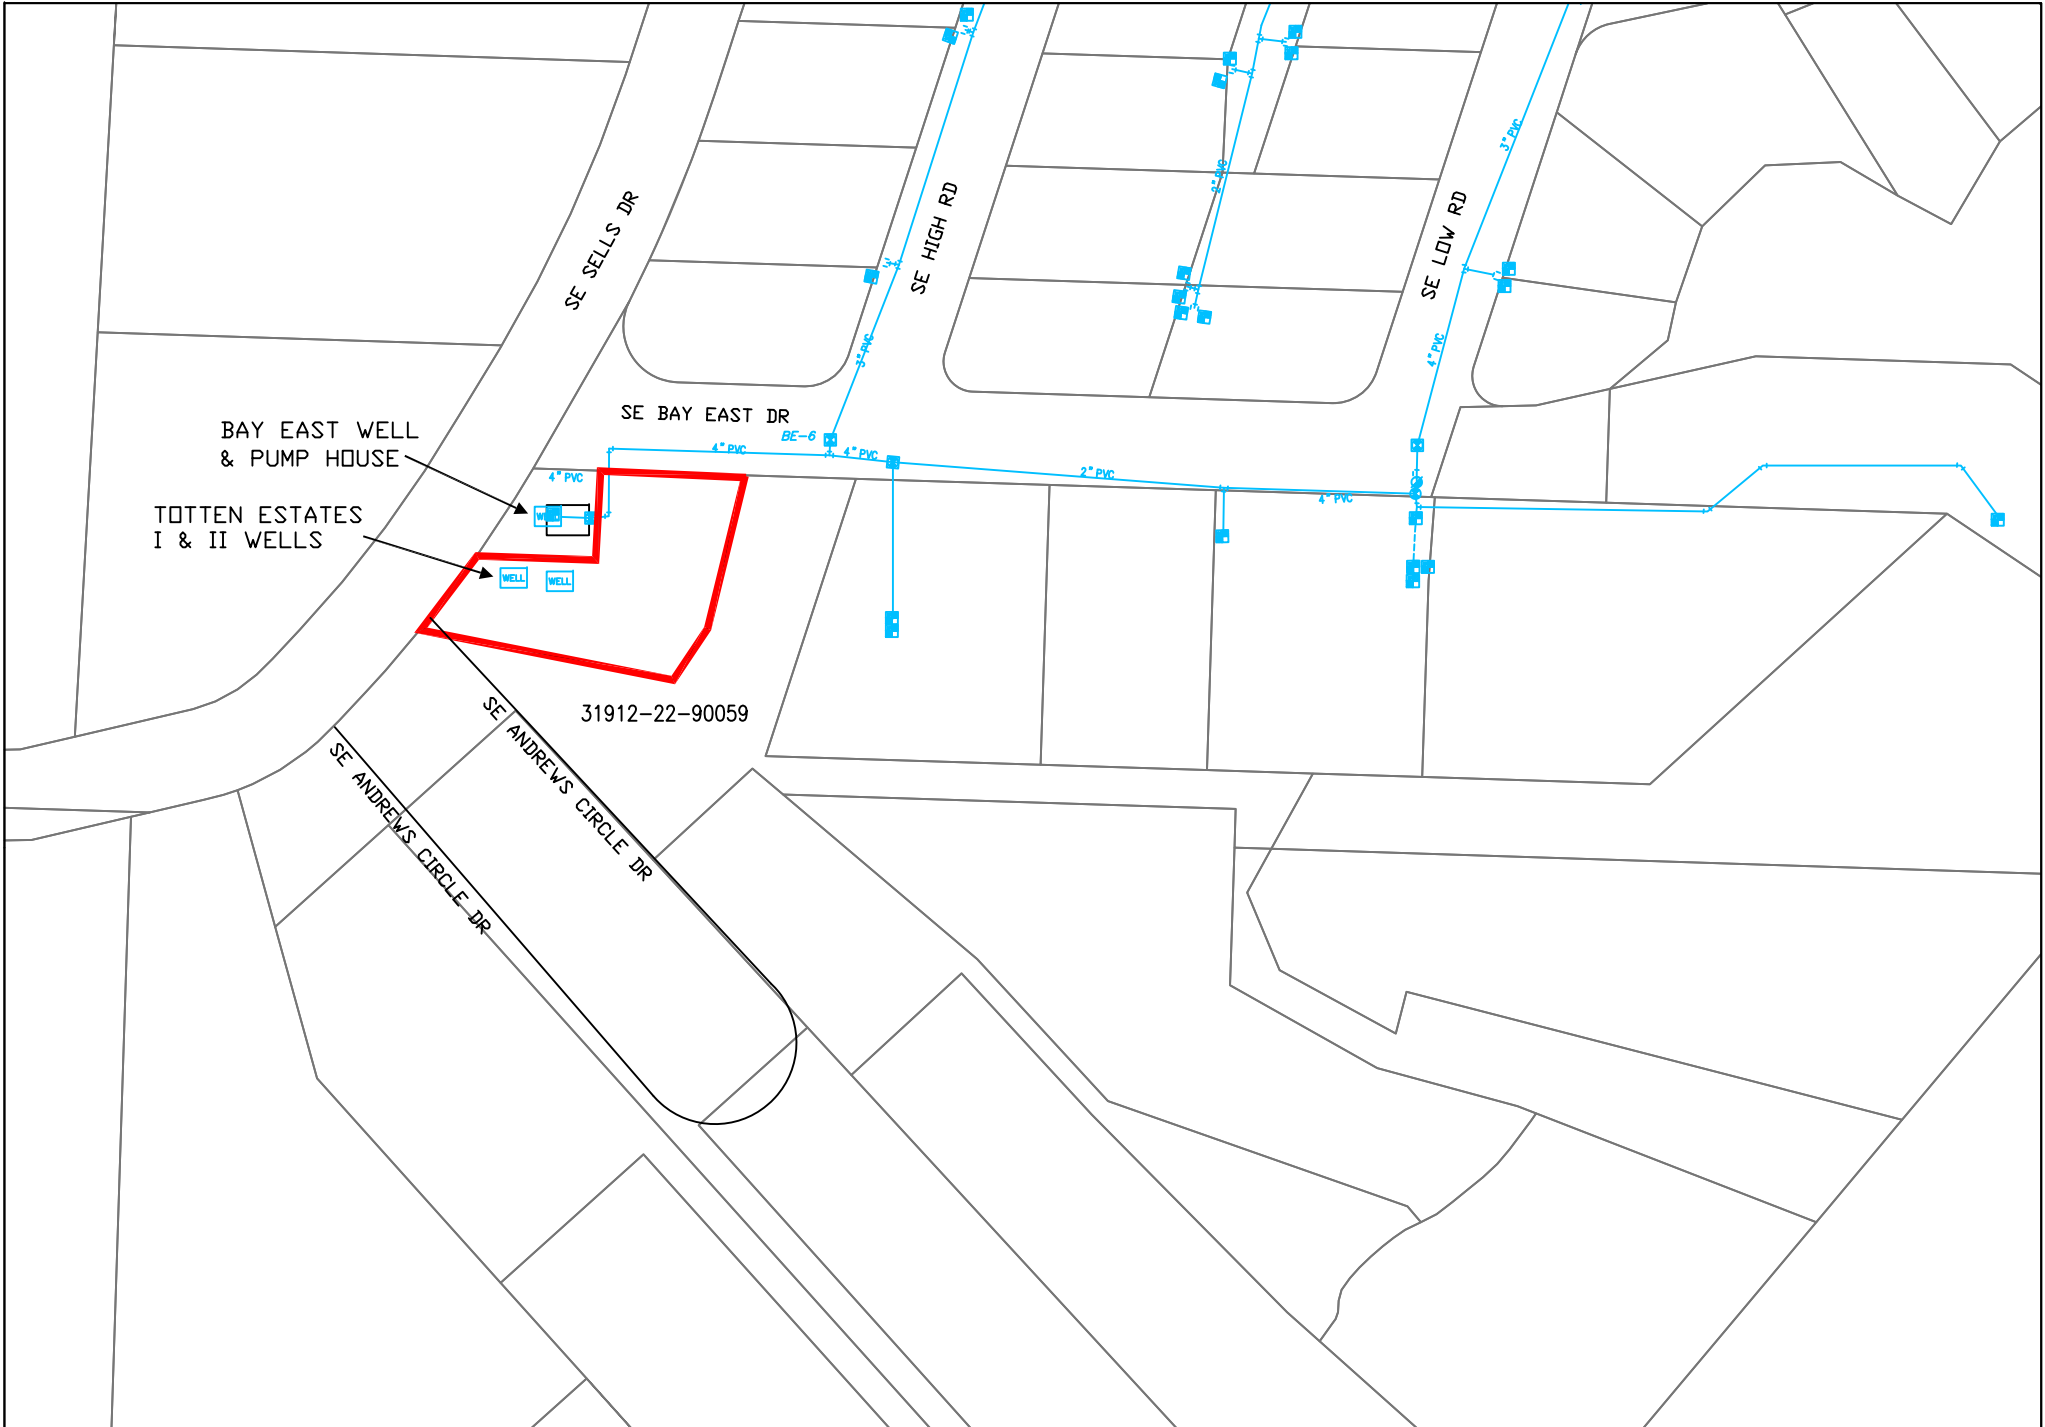 3" PVC
2" PVC
SE SELLS DR
SE HIGH RD
SE LOW RD
3" PVC
4" PVC
SE BAY EAST DR
BAY EAST WELL
& PUMP HOUSE
BE-6
4" PVC
4" PVC
2" PVC
4" PVC
4" PVC
TOTTEN ESTATES
I & II WELLS
WELL
WELL
31912-22-90059
SE ANDREWS CIRCLE DR
SE ANDREWS CIRCLE DR